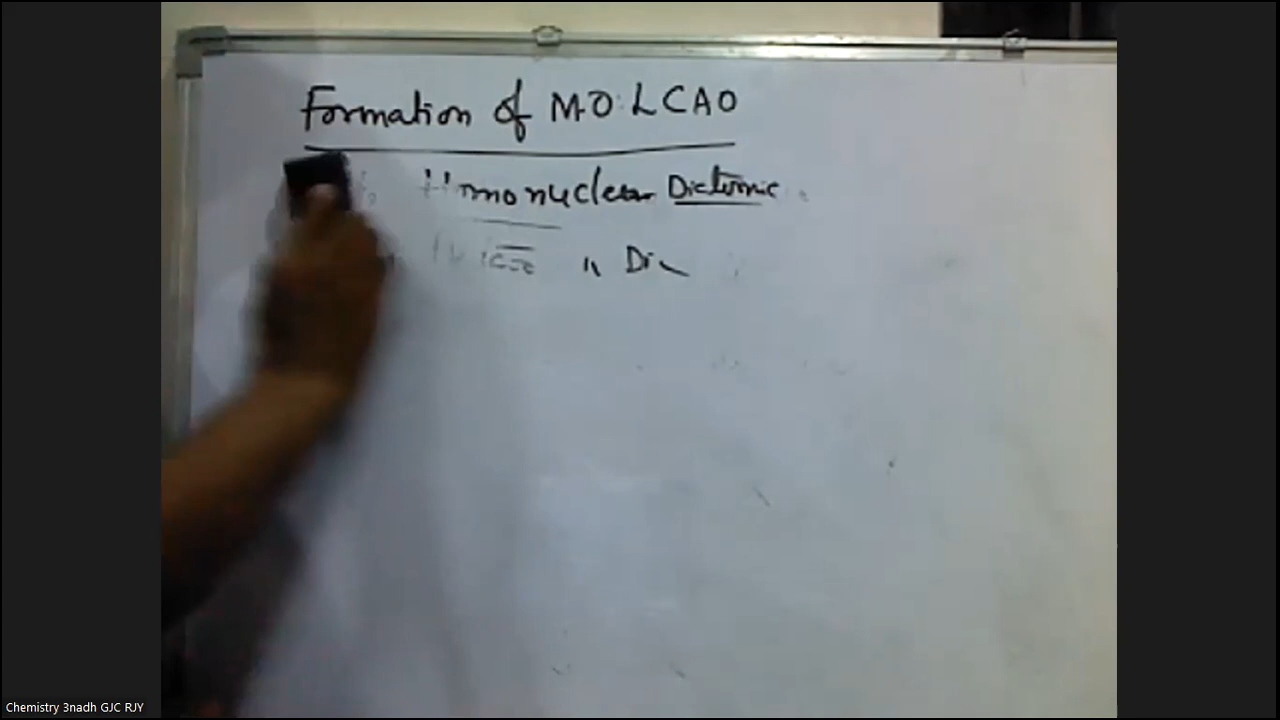 Formation of M.O: LCAO
Homonuclear Diatomic
" Di
Chemistry 3nadh GJC RJY